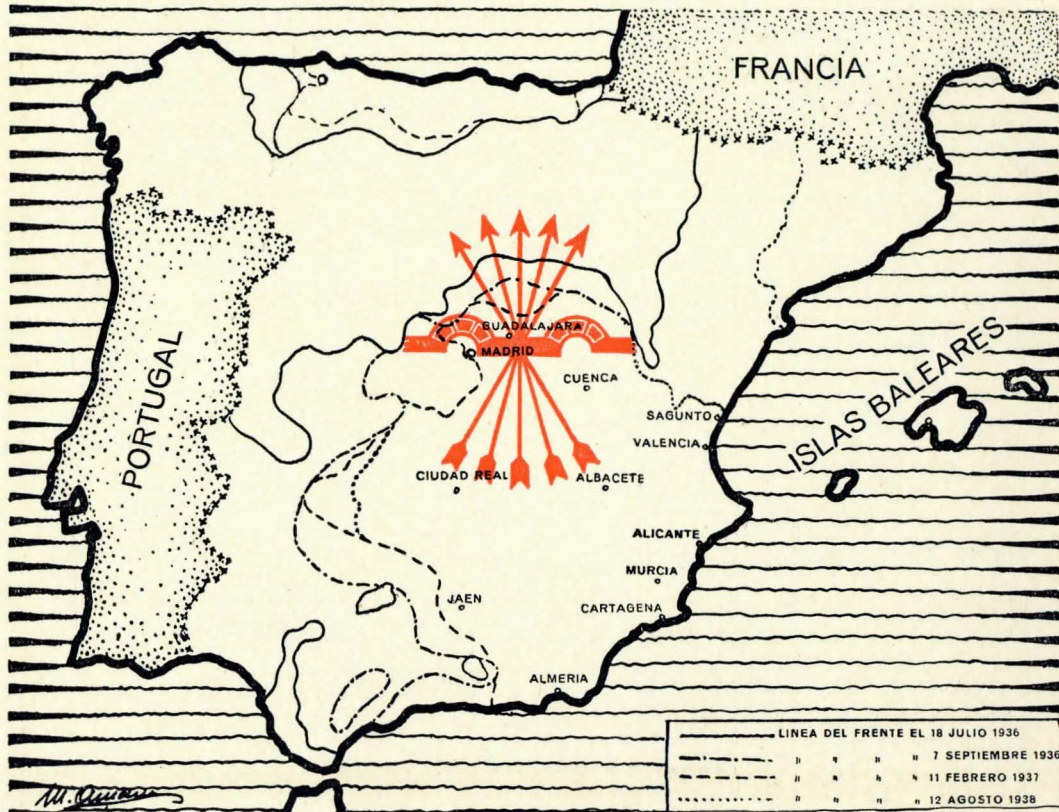 FRANCIA
PORTUGAL
GUADALAJARA
MADRID
CUENCA
SAGUNTO
VALENCIA
ISLAS BALEARES
CIUDAD REAL
ALBACETE
ALICANTE
MURCIA
JAEN
CARTAGENA
ALMERIA
LINEA DEL FRENTE EL 18 JULIO 1936
" " " " 7 SEPTIEMBRE 1936
" " " " 11 FEBRERO 1937
" " " " 12 AGOSTO 1938